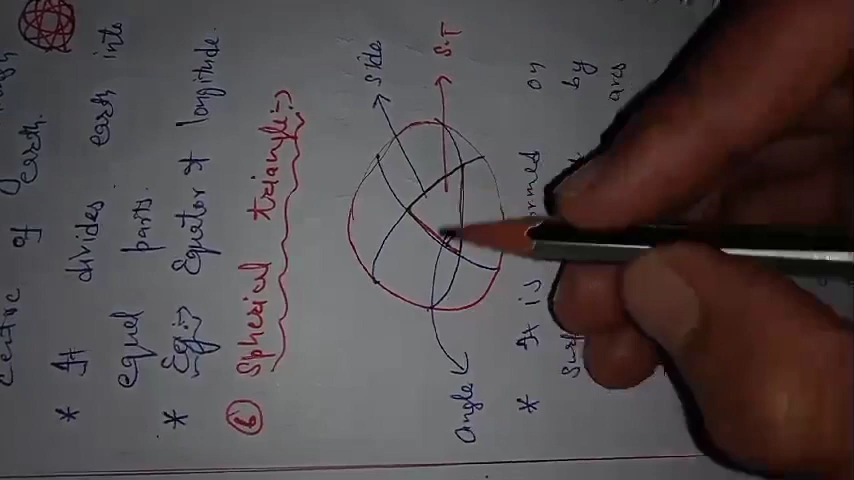 centre of earth.
* It divides earth into
equal parts.
* Eg:-> Equator & longitude.
⑥ Spherical triangle:->
Side
S.T
Angle
* It is formed on
by
arcs